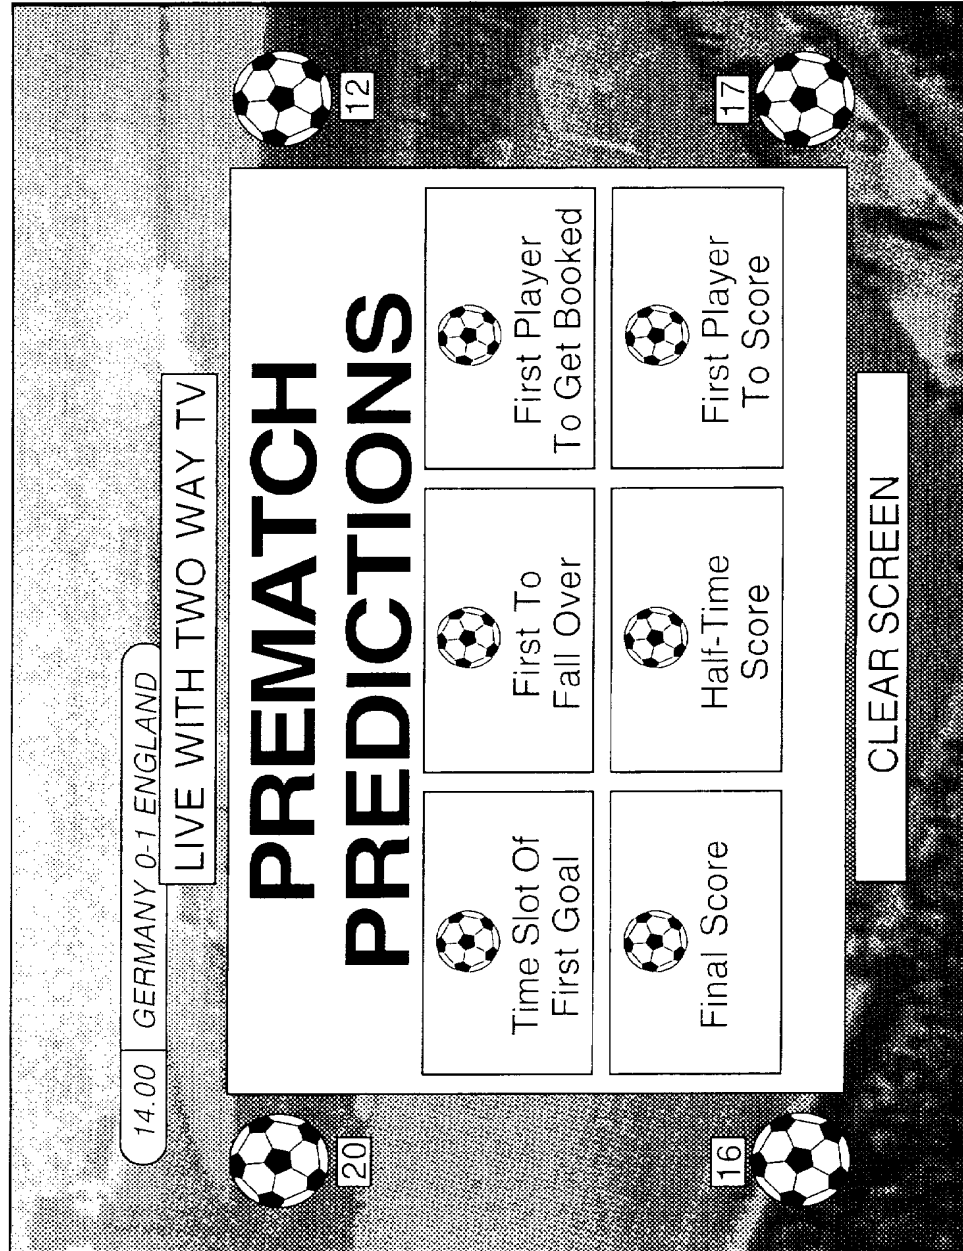 14.00 GERMANY 0-1 ENGLAND
LIVE WITH TWO WAY TV
20
12
PREMATCH
PREDICTIONS
Time Slot Of
First Goal
First To
Fall Over
First Player
To Get Booked
Final Score
Half-Time
Score
First Player
To Score
16
17
CLEAR SCREEN